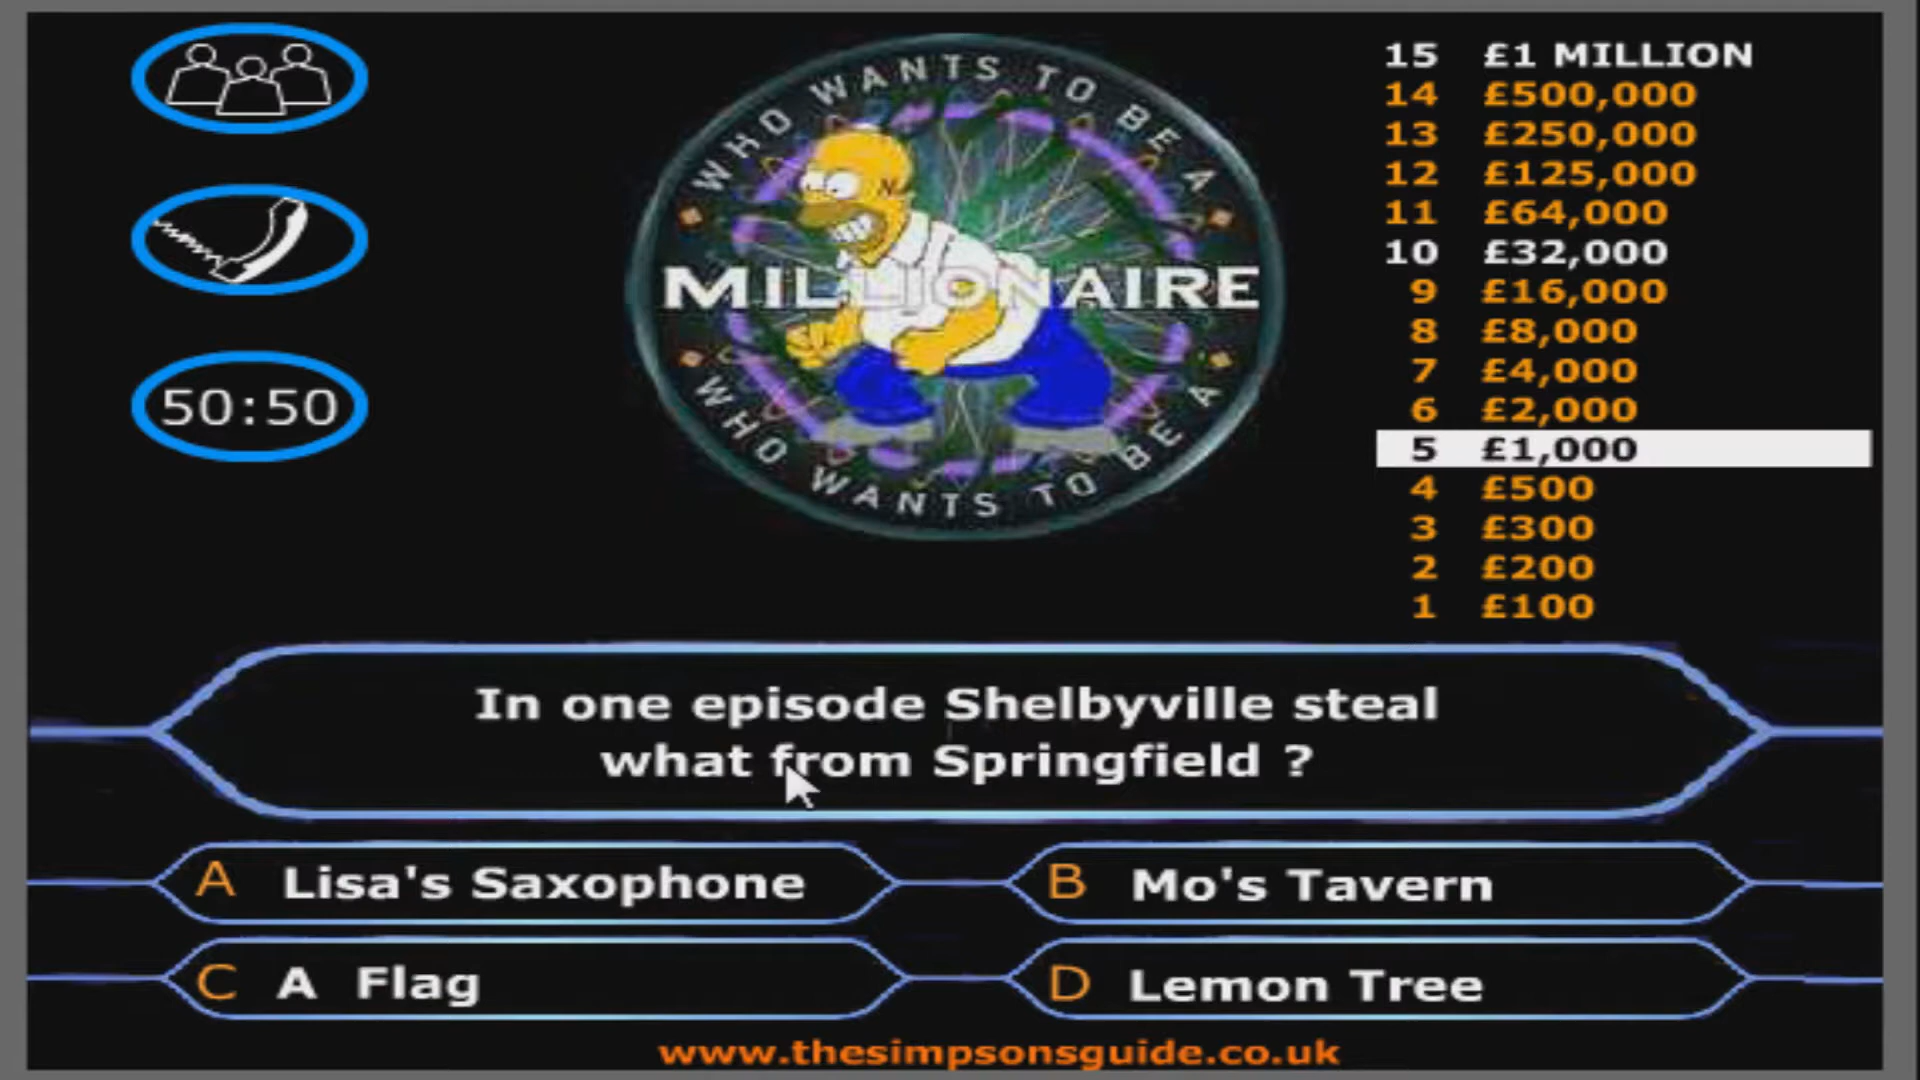 WHO WANTS TO BE A
MILLIONAIRE
WHO WANTS TO BE A
50:50
15 £1 MILLION
14 £500,000
13 £250,000
12 £125,000
11 £64,000
10 £32,000
9 £16,000
8 £8,000
7 £4,000
6 £2,000
5 £1,000
4 £500
3 £300
2 £200
1 £100
In one episode Shelbyville steal
what from Springfield ?
A Lisa's Saxophone
B Mo's Tavern
C A Flag
D Lemon Tree
www.thesimpsonsguide.co.uk